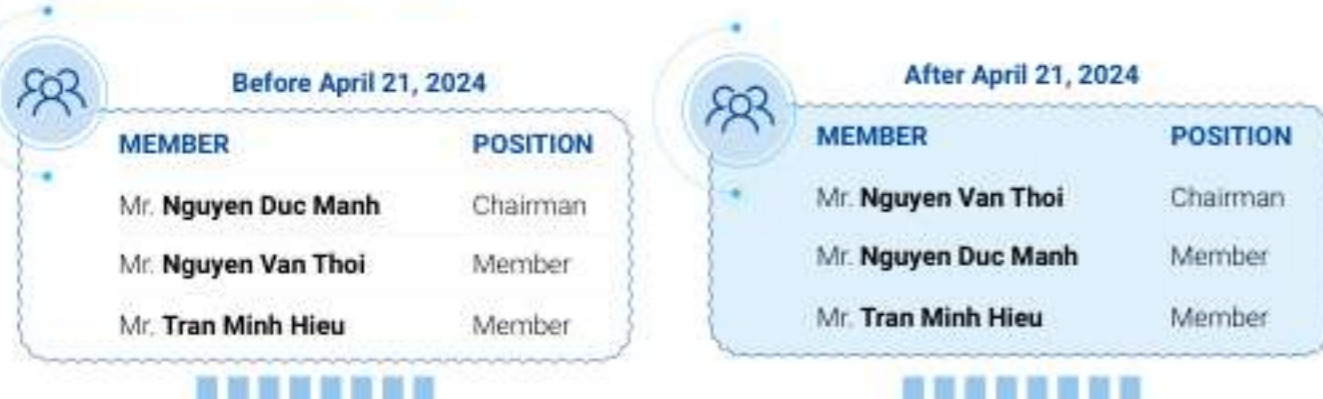 Before April 21, 2024
MEMBER POSITION
Mr. Nguyen Duc Manh Chairman
Mr. Nguyen Van Thoi Member
Mr. Tran Minh Hieu Member
After April 21, 2024
MEMBER POSITION
Mr. Nguyen Van Thoi Chairman
Mr. Nguyen Duc Manh Member
Mr. Tran Minh Hieu Member